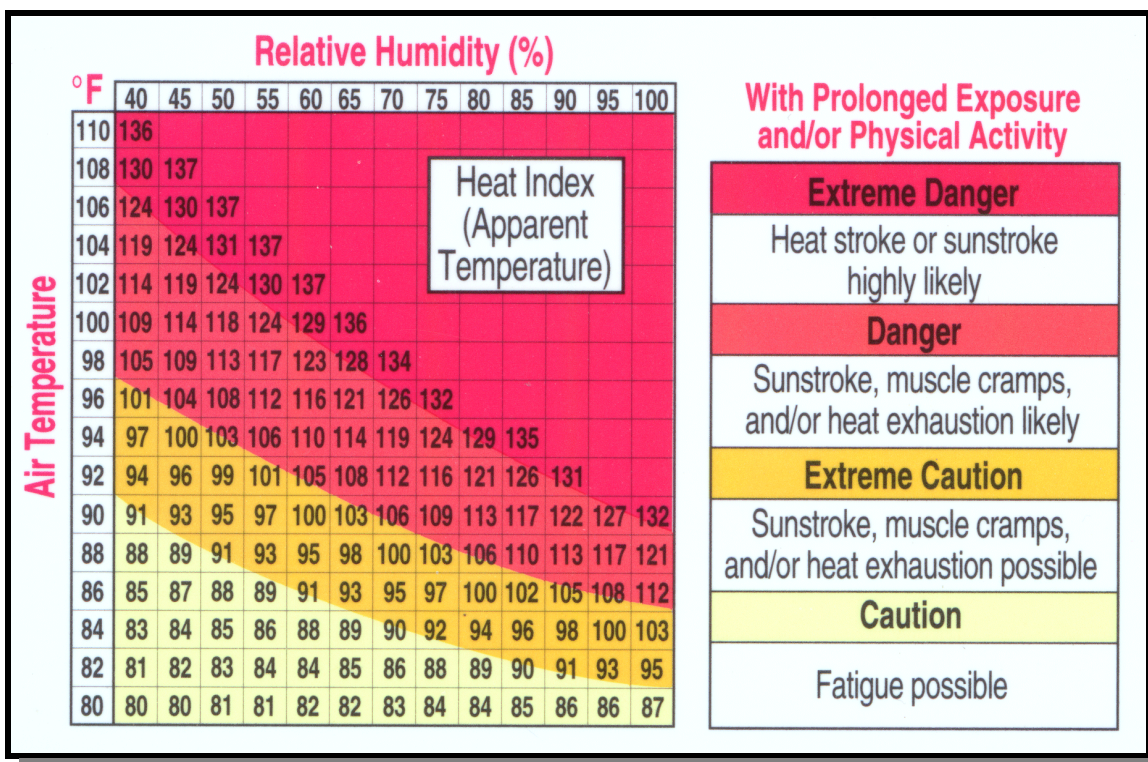 Relative Humidity (%)
°F 40 45 50 55 60 65 70 75 80 85 90 95 100
110 136
108 130 137
106 124 130 137
104 119 124 131 137
102 114 119 124 130 137
100 109 114 118 124 129 136
98 105 109 113 117 123 128 134
96 101 104 108 112 116 121 126 132
94 97 100 103 106 110 114 119 124 129 135
92 94 96 99 101 105 108 112 116 121 126 131
90 91 93 95 97 100 103 106 109 113 117 122 127 132
88 88 89 91 93 95 98 100 103 106 110 113 117 121
86 85 87 88 89 91 93 95 97 100 102 105 108 112
84 83 84 85 86 88 89 90 92 94 96 98 100 103
82 81 82 83 84 84 85 86 88 89 90 91 93 95
80 80 80 81 81 82 82 83 84 84 85 86 86 87
Air Temperature
Heat Index
(Apparent
Temperature)
With Prolonged Exposure
and/or Physical Activity
Extreme Danger
Heat stroke or sunstroke
highly likely
Danger
Sunstroke, muscle cramps,
and/or heat exhaustion likely
Extreme Caution
Sunstroke, muscle cramps,
and/or heat exhaustion possible
Caution
Fatigue possible